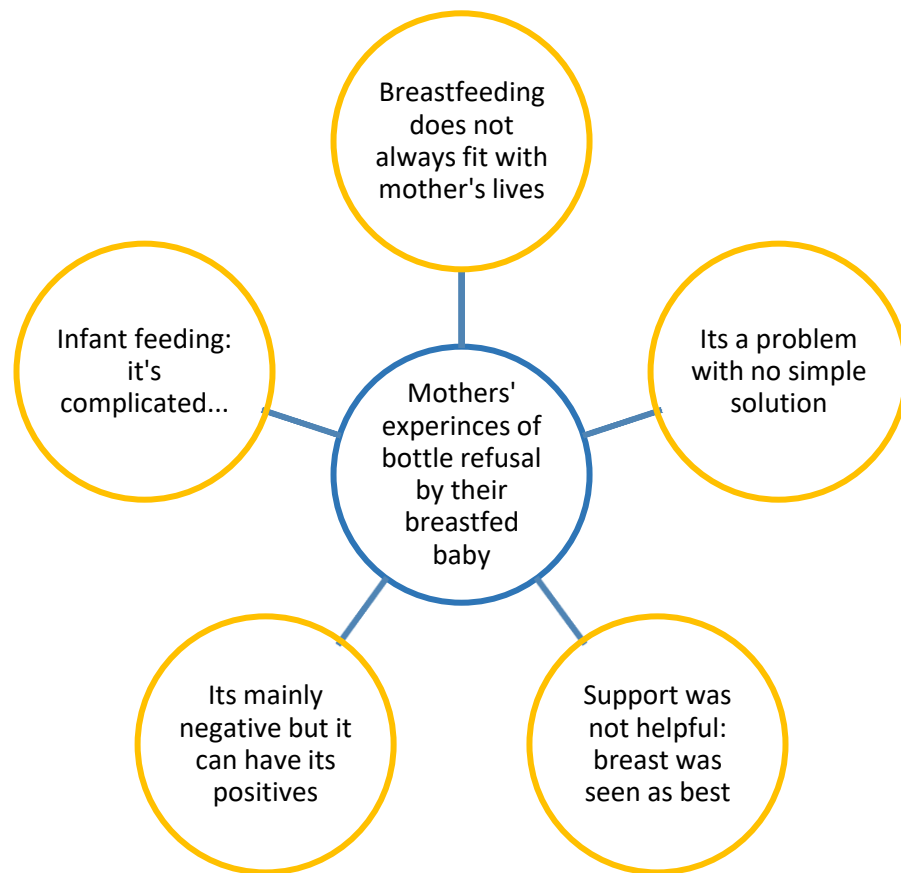 Breastfeeding
does not
always fit with
mother's lives
Infant feeding:
it's
complicated...
Its a problem
with no simple
solution
Mothers'
experinces of
bottle refusal
by their
breastfed
baby
Its mainly
negative but it
can have its
positives
Support was
not helpful:
breast was
seen as best